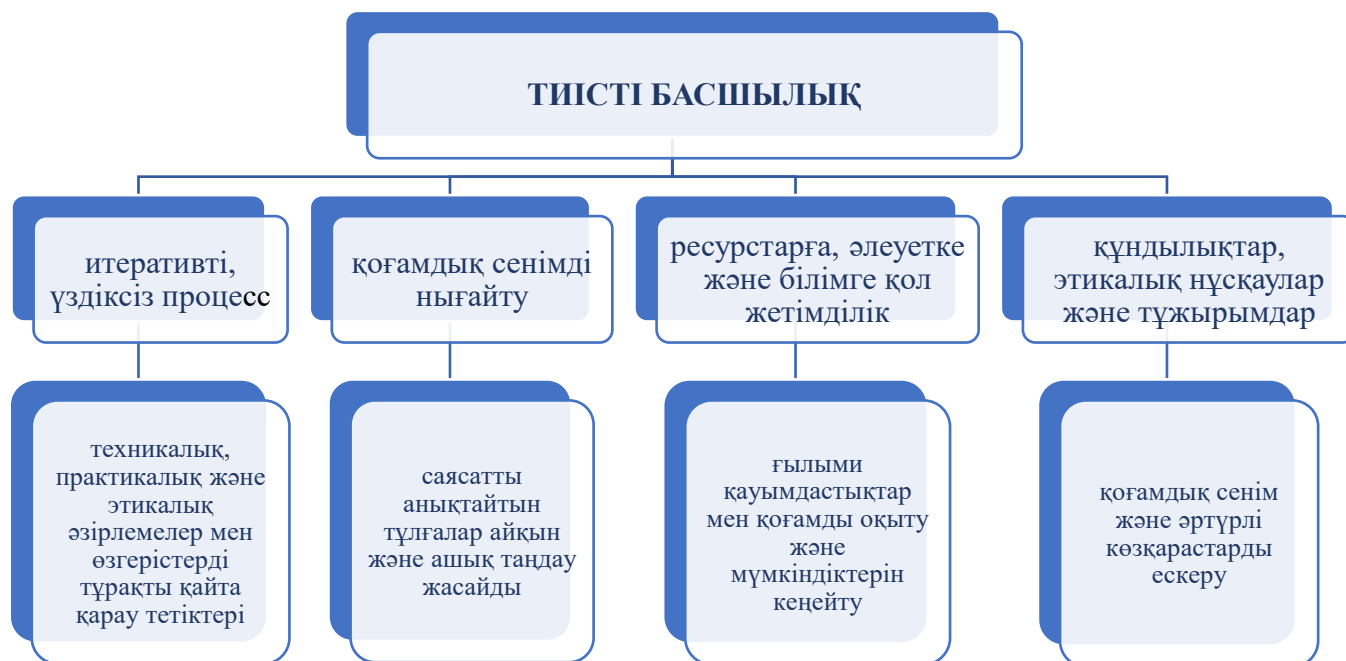 ТИІСТІ БАСШЫЛЫҚ
итеративті,
үздіксіз процесс
қоғамдық сенімді
нығайту
ресурстарға, әлеуетке
және білімге қол
жетімділік
құндылықтар,
этикалық нұсқаулар
және тұжырымдар
техникалық,
практикалық және
этикалық
әзірлемелер мен
өзгерістерді
тұрақты қайта
қарау тетіктері
саясатты
анықтайтын
тұлғалар айқын
және ашық таңдау
жасайды
ғылыми
қауымдастықтар
мен қоғамды оқыту
және
мүмкіндіктерін
кеңейту
қоғамдық сенім
және әртүрлі
көзқарастарды
ескеру